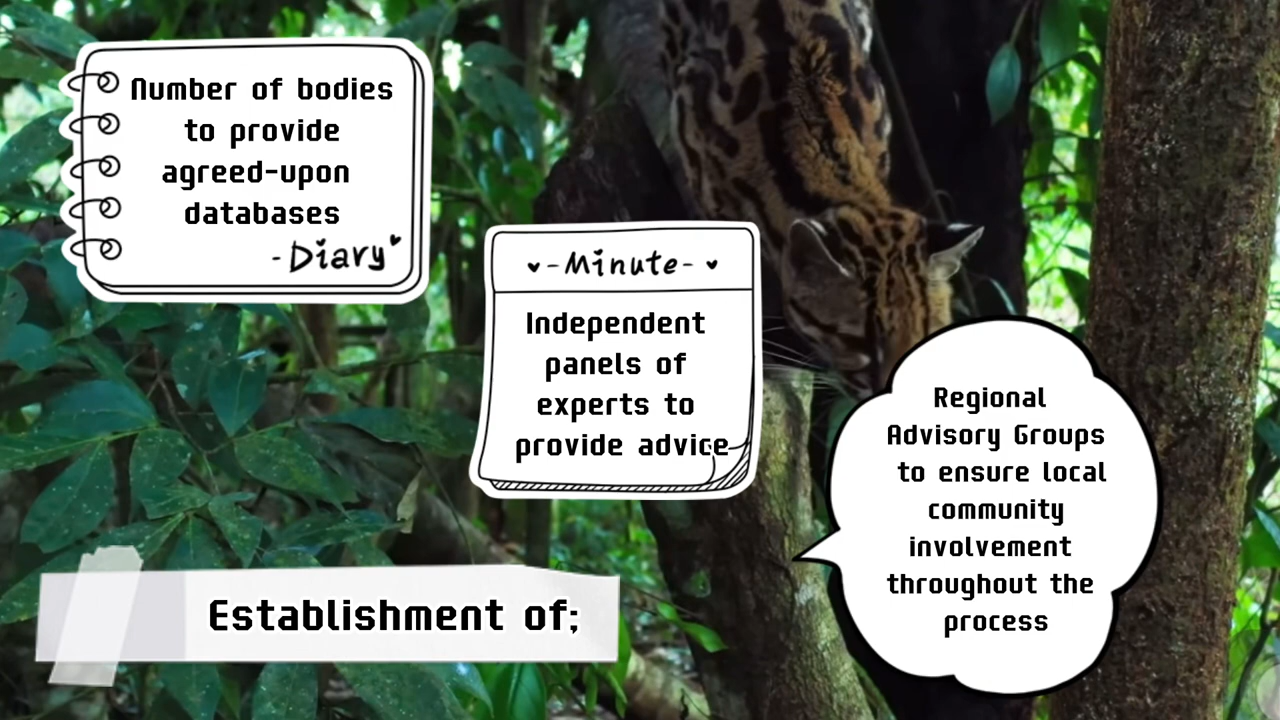 Number of bodies
to provide
agreed-upon
databases
-Diary
-Minute-
Independent
panels of
experts to
provide advice
Regional
Advisory Groups
to ensure local
community
involvement
throughout the
process
Establishment of;